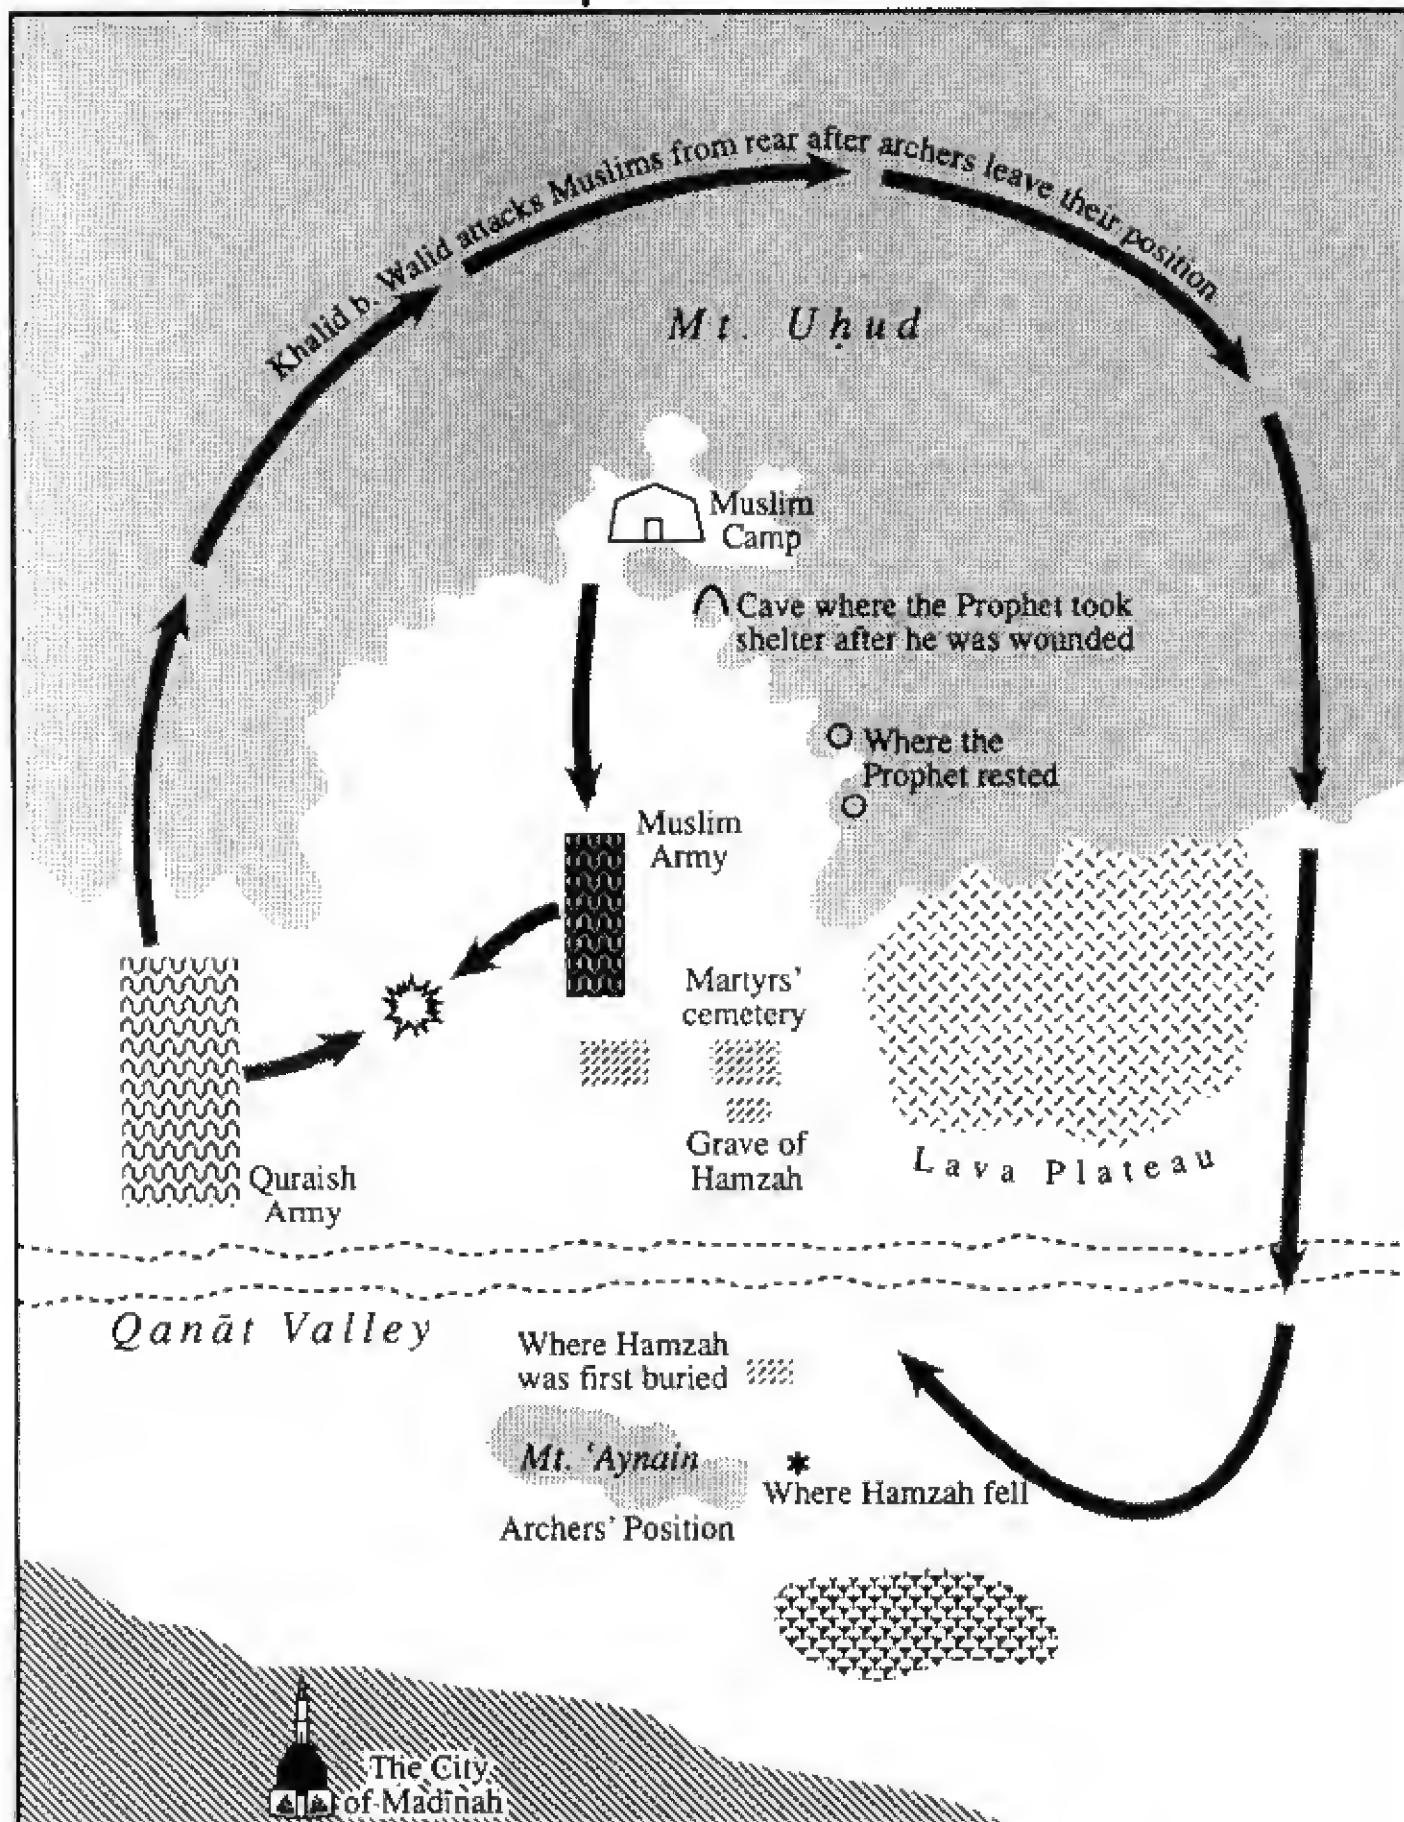 Khalid b. Walid attacks Muslims from rear after archers leave their position
Mt. Uḥud
Muslim
Camp
Cave where the Prophet took
shelter after he was wounded
Where the
Prophet rested
Muslim
Army
Martyrs'
cemetery
Grave of
Hamzah
Lava Plateau
Quraish
Army
Qanāt Valley
Where Hamzah
was first buried
Mt. ‘Aynain
Where Hamzah fell
Archers' Position
The City
of Madinah